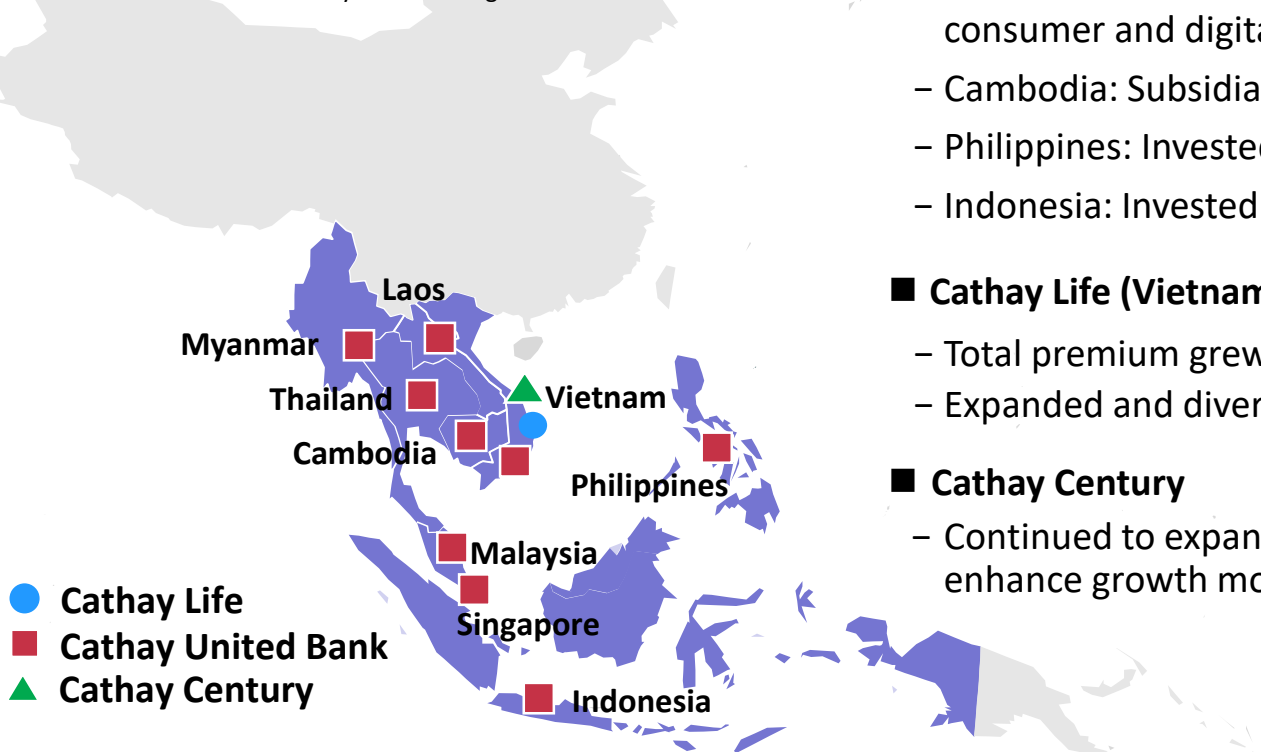 consumer and digita
− Cambodia: Subsidia
− Philippines: Invested
− Indonesia: Invested
Laos
Myanmar
Thailand
Vietnam
Cambodia
Philippines
Malaysia
Singapore
Indonesia
Cathay Life
Cathay United Bank
Cathay Century
■ Cathay Life (Vietnam
− Total premium grew
− Expanded and diver
■ Cathay Century
− Continued to expan
enhance growth mo